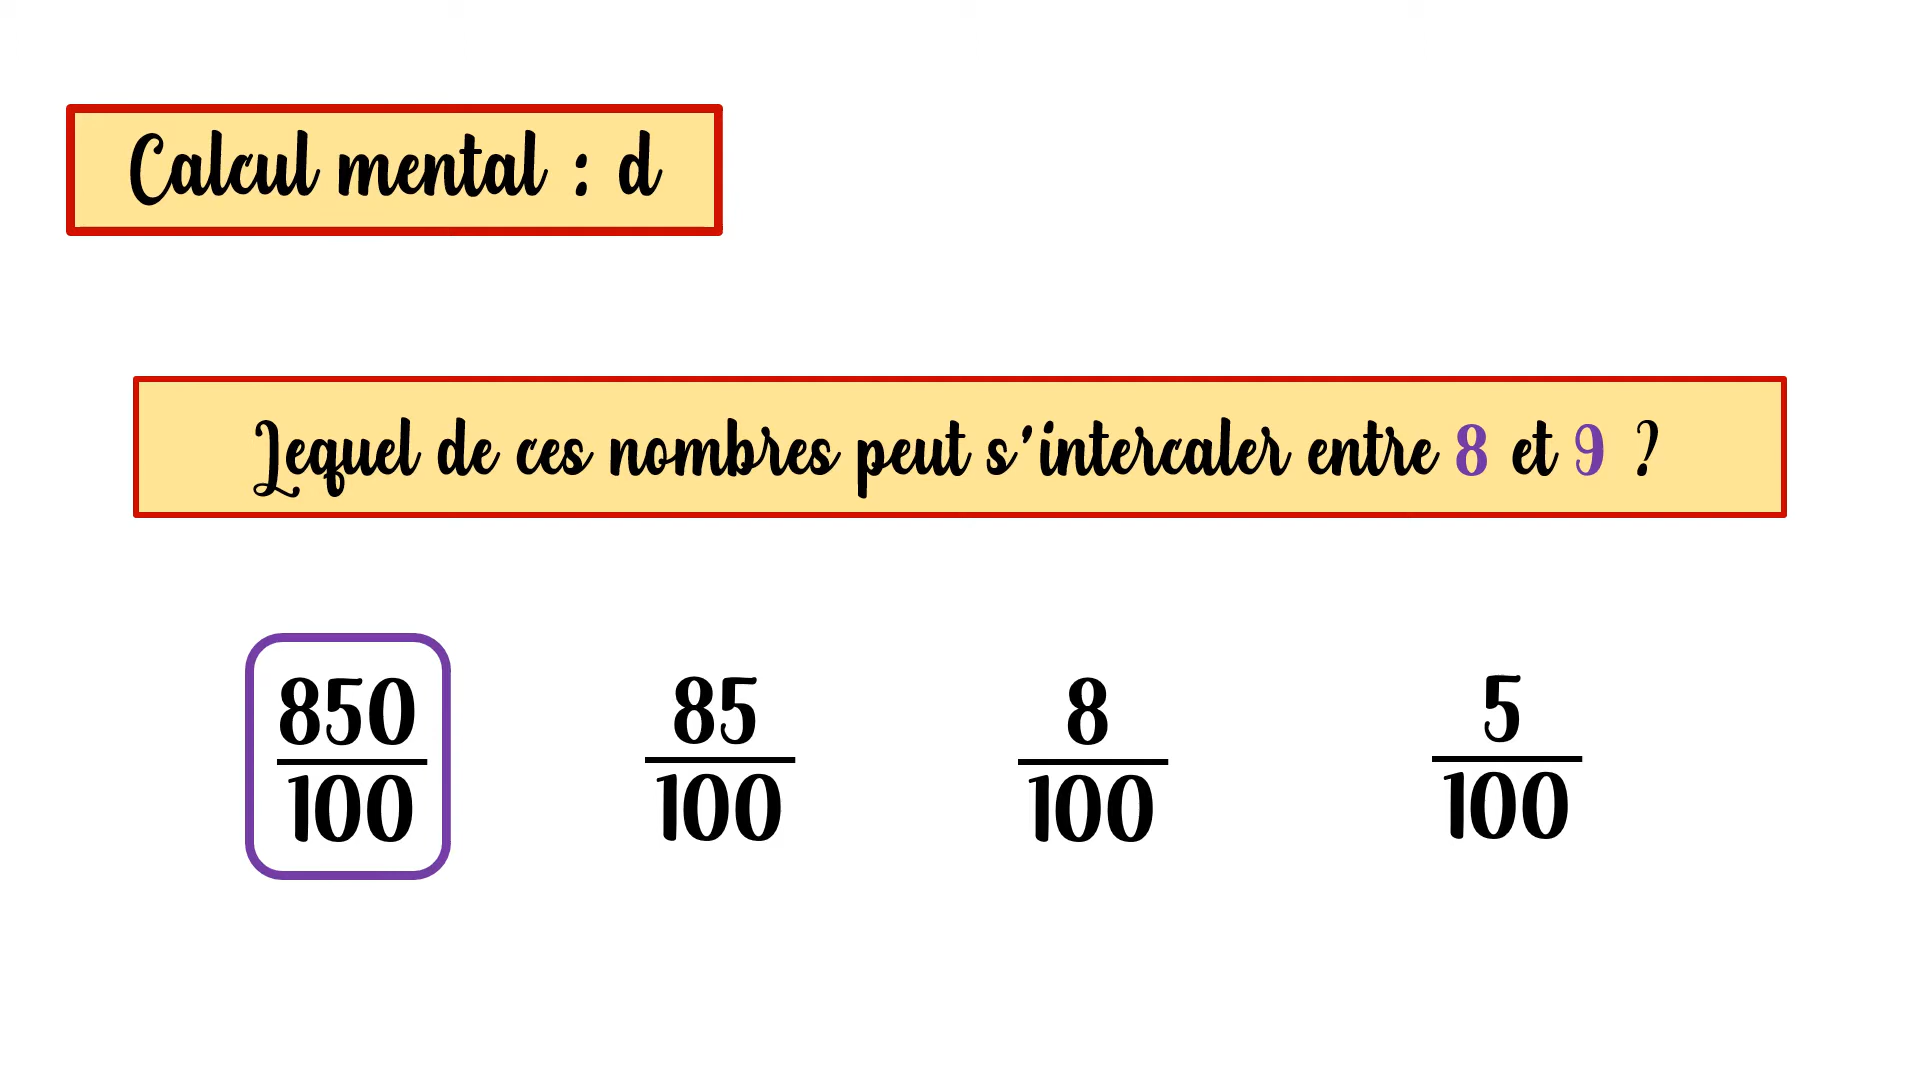 Calcul mental : d
Lequel de ces nombres peut s'intercaler entre 8 et 9 ?
850 85 8 5
100 100 100 100